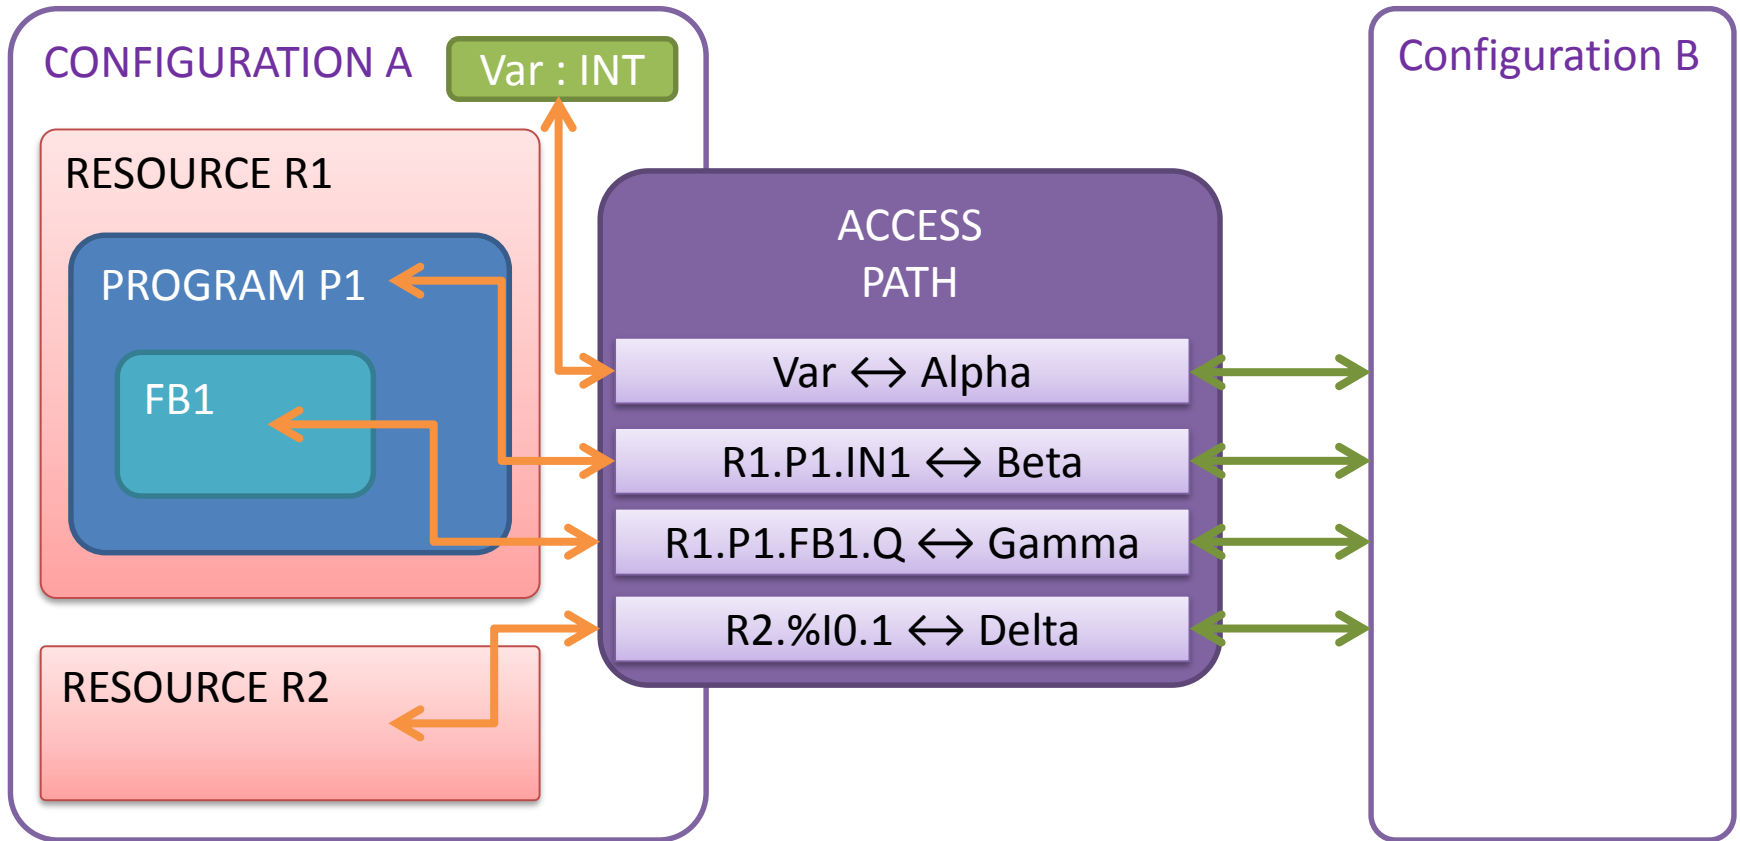 CONFIGURATION A
Var : INT
Configuration B
RESOURCE R1
ACCESS
PATH
PROGRAM P1
FB1
Var ↔ Alpha
R1.P1.IN1 ↔ Beta
R1.P1.FB1.Q ↔ Gamma
R2.%I0.1 ↔ Delta
RESOURCE R2